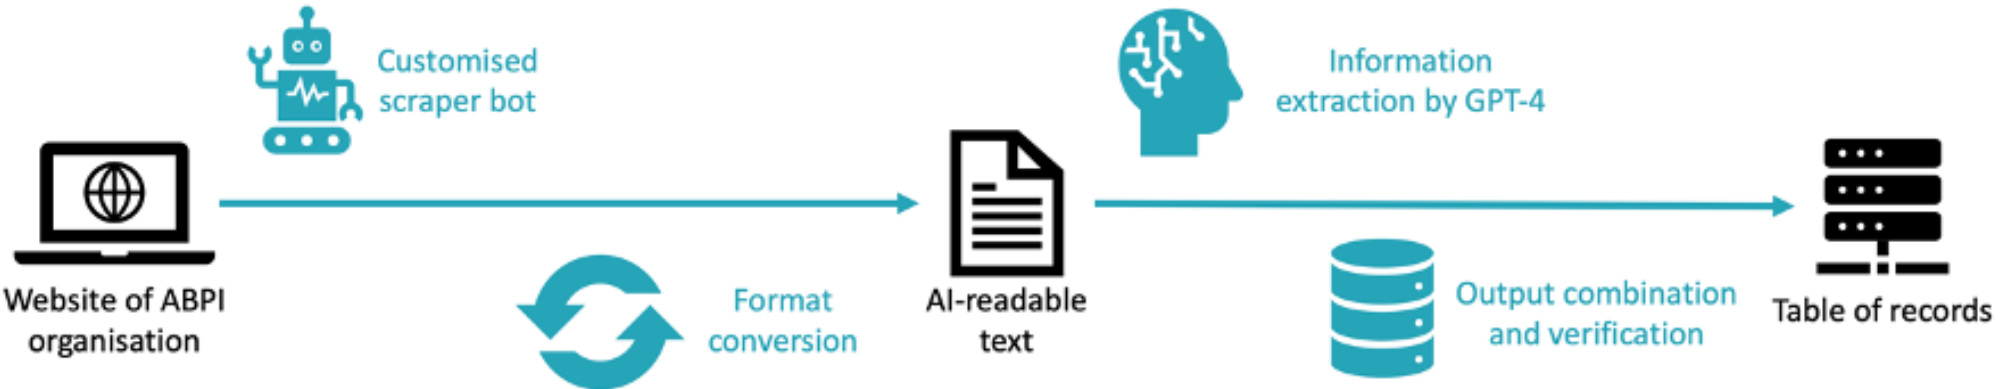 Customised
scraper bot
Information
extraction by GPT-4
Website of ABPI
organisation
Format
conversion
AI-readable
text
Output combination
and verification
Table of records